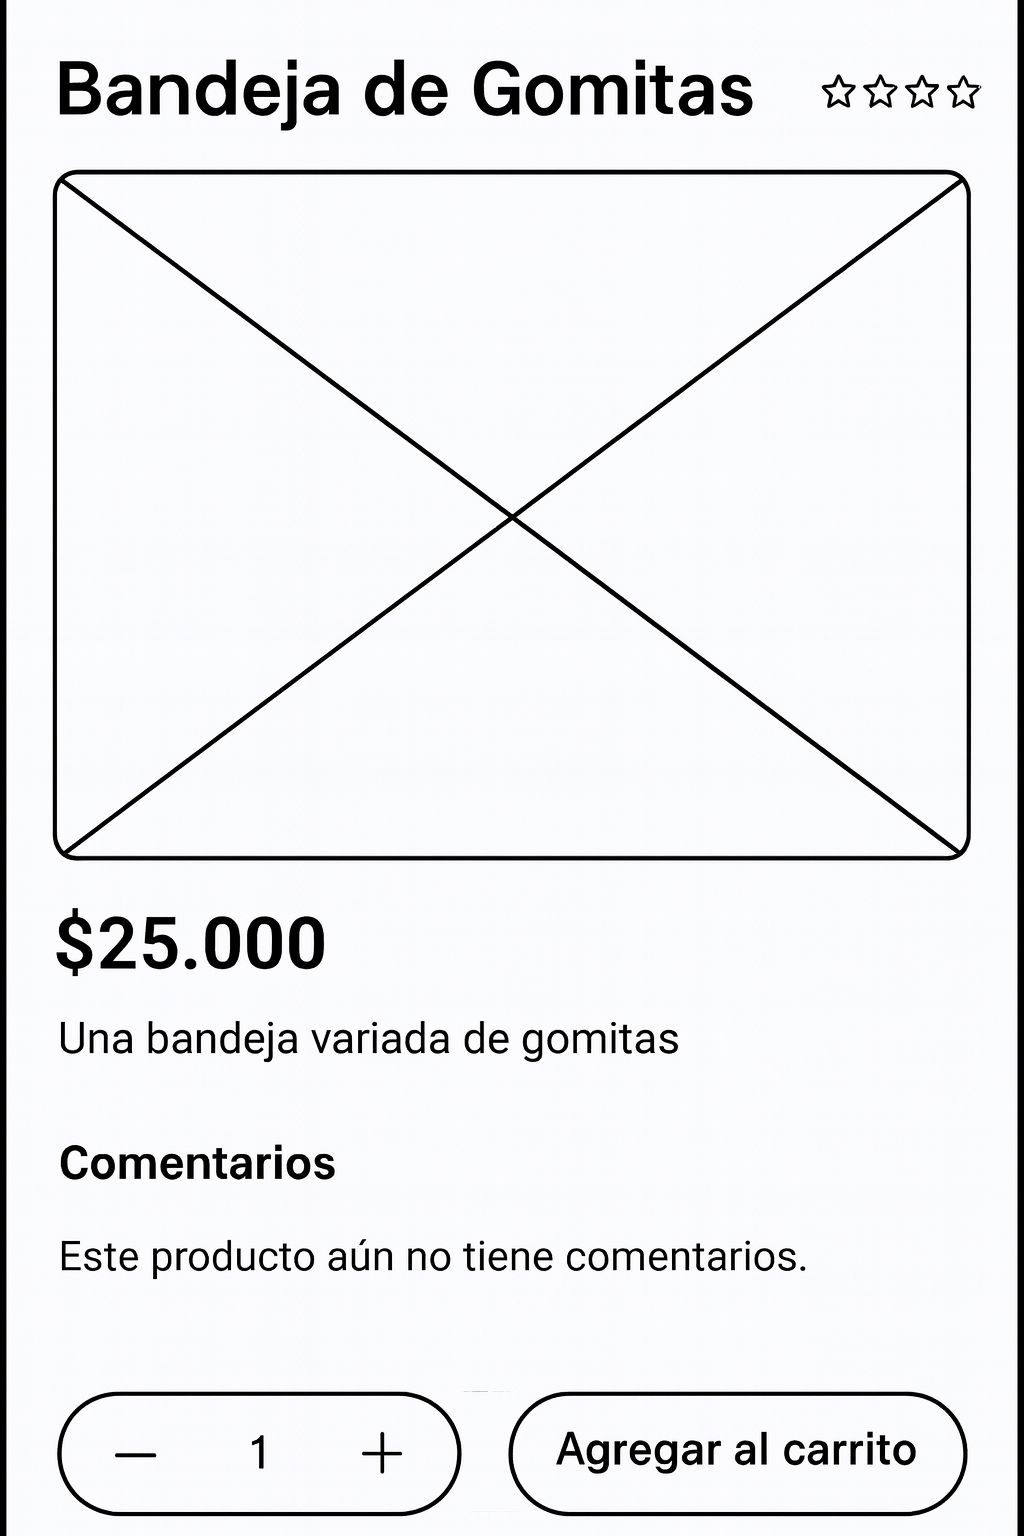 Bandeja de Gomitas
$25.000
Una bandeja variada de gomitas
Comentarios
Este producto aún no tiene comentarios.
1
Agregar al carrito